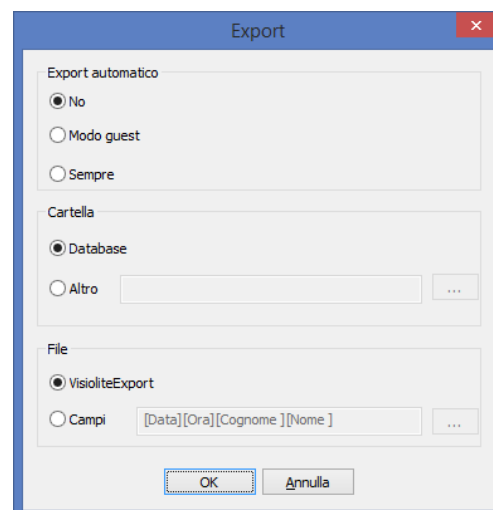 Export
Export automatico
No
Modo guest
Sempre
Cartella
Database
Altro
...
File
VisioliteExport
Campi [Data][Ora][Cognome ][Nome ]
...
OK Annulla